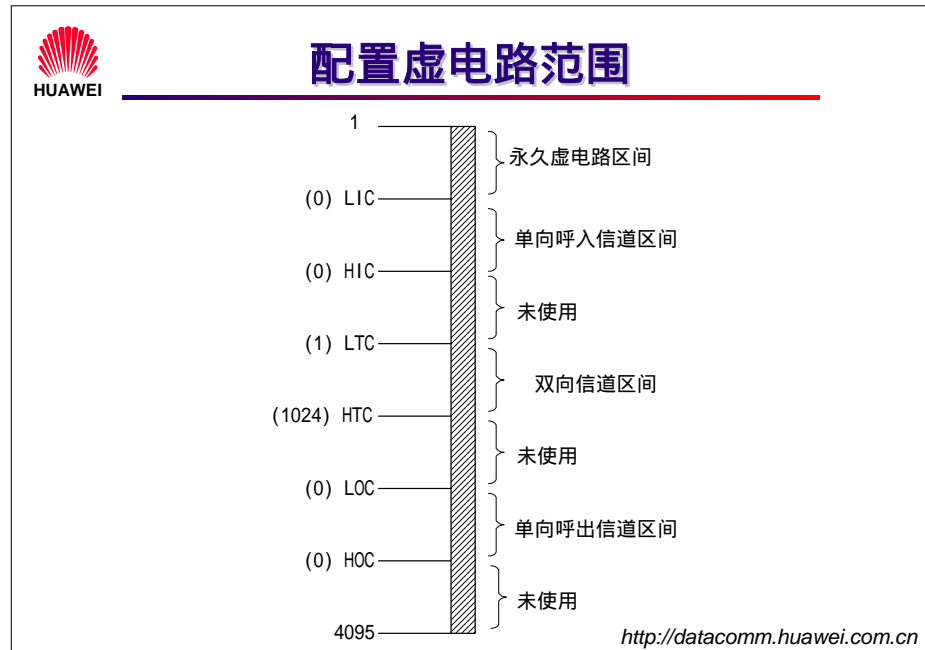 HUAWEI
配置虚电路范围
1
永久虚电路区间
(0) LIC
单向呼入信道区间
(0) HIC
未使用
(1) LTC
双向信道区间
(1024) HTC
未使用
(0) LOC
单向呼出信道区间
(0) HOC
未使用
4095
http://datacomm.huawei.com.cn